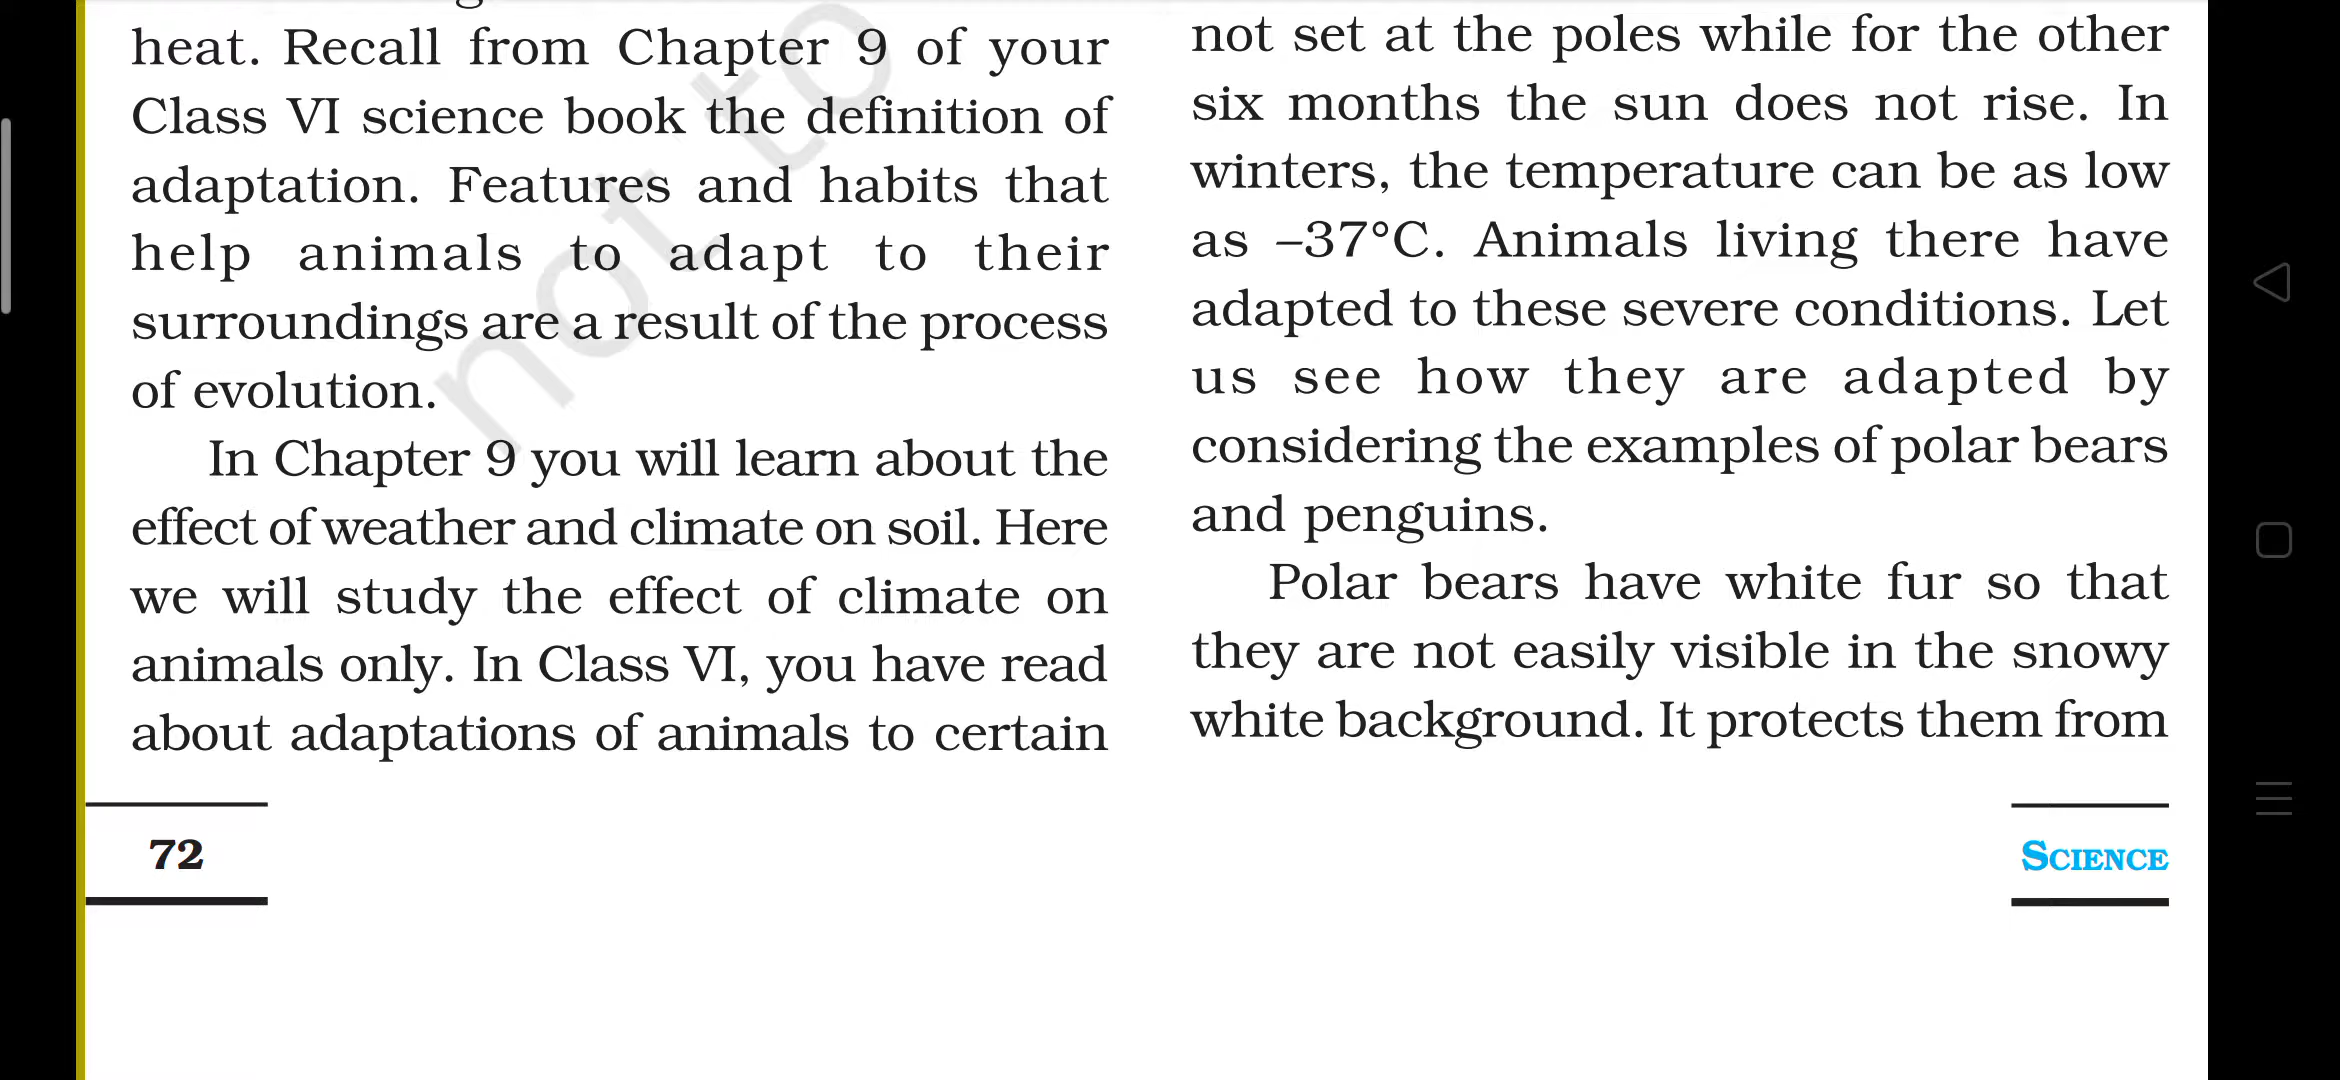 heat. Recall from Chapter 9 of your
Class VI science book the definition of
adaptation. Features and habits that
help animals to adapt to their
surroundings are a result of the process
of evolution.
In Chapter 9 you will learn about the
effect of weather and climate on soil. Here
we will study the effect of climate on
animals only. In Class VI, you have read
about adaptations of animals to certain
not set at the poles while for the other
six months the sun does not rise. In
winters, the temperature can be as low
as –37°C. Animals living there have
adapted to these severe conditions. Let
us see how they are adapted by
considering the examples of polar bears
and penguins.
Polar bears have white fur so that
they are not easily visible in the snowy
white background. It protects them from
72
SCIENCE
not to